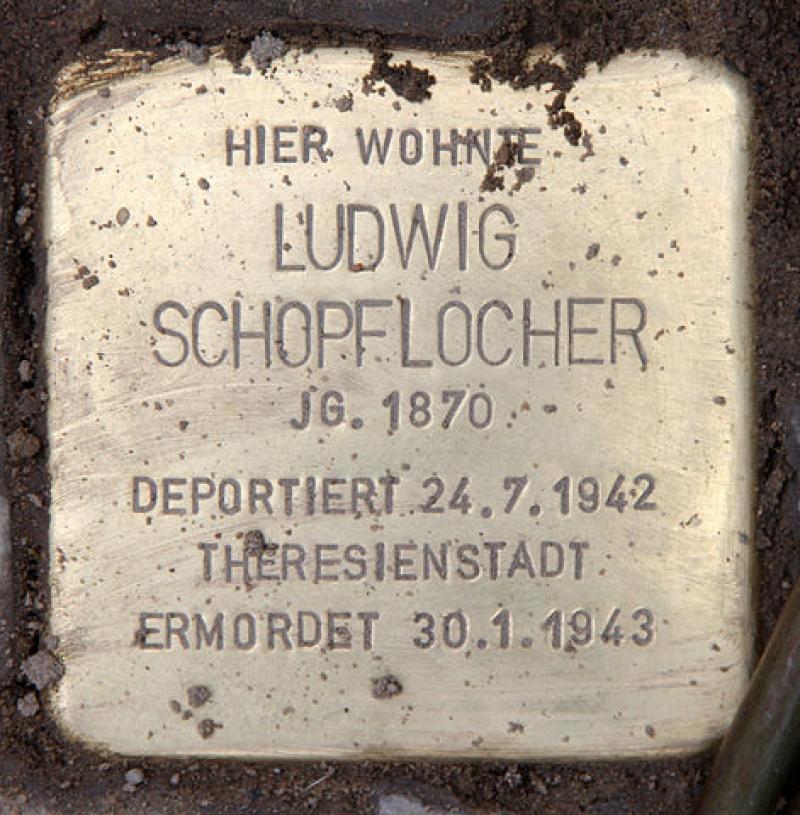 HIER WOHNTE
LUDWIG
SCHOPFLOCHER
JG. 1870
DEPORTIERT 24.7.1942
THERESIENSTADT
ERMORDET 30.1.1943